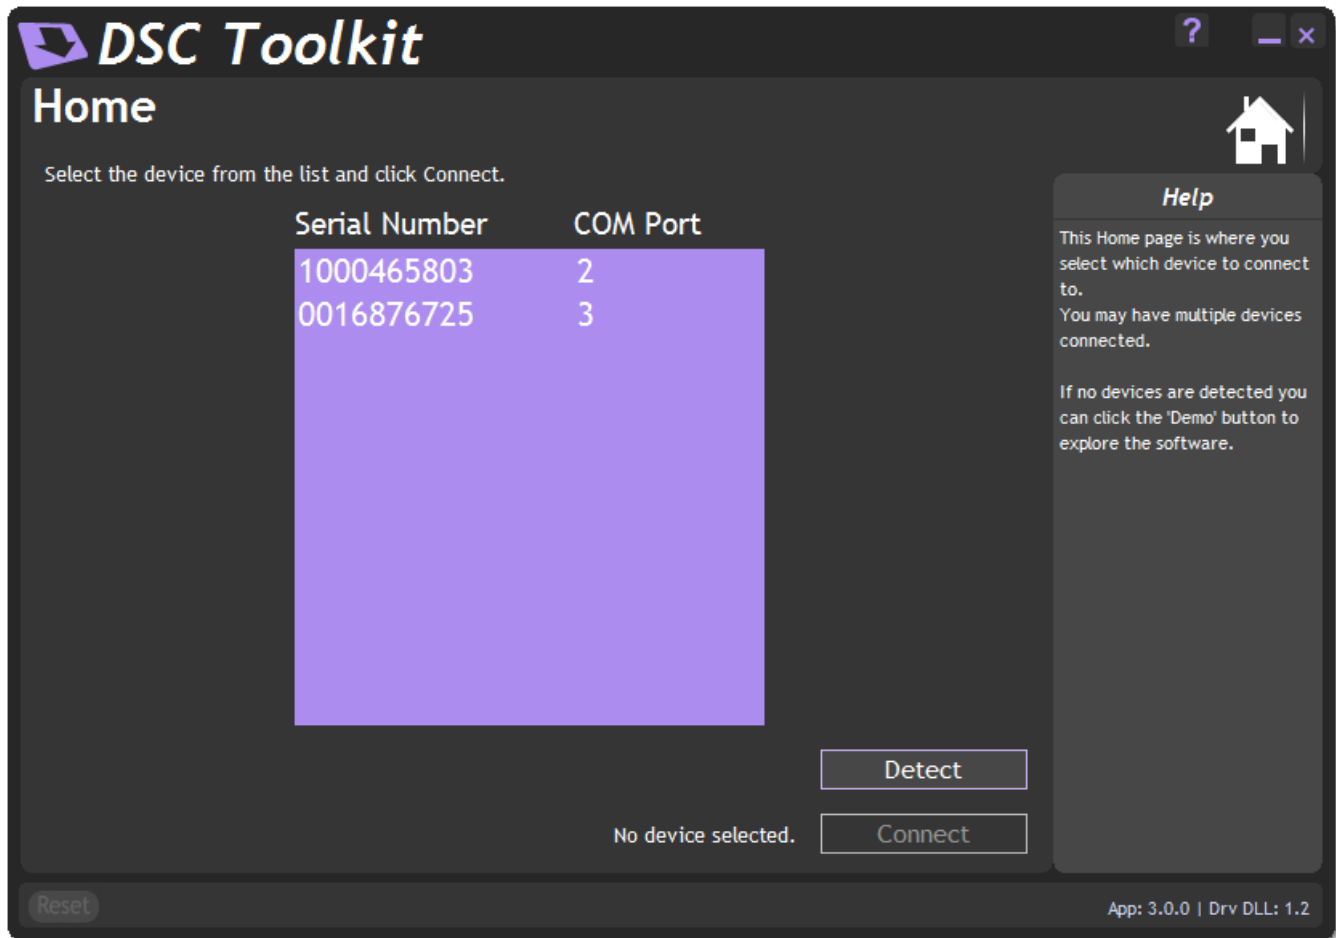 DSC Toolkit
?
Home
Select the device from the list and click Connect.
Serial Number COM Port
1000465803 2
0016876725 3
Detect
No device selected. Connect
Help
This Home page is where you
select which device to connect
to.
You may have multiple devices
connected.
If no devices are detected you
can click the 'Demo' button to
explore the software.
Reset
App: 3.0.0 | Drv DLL: 1.2